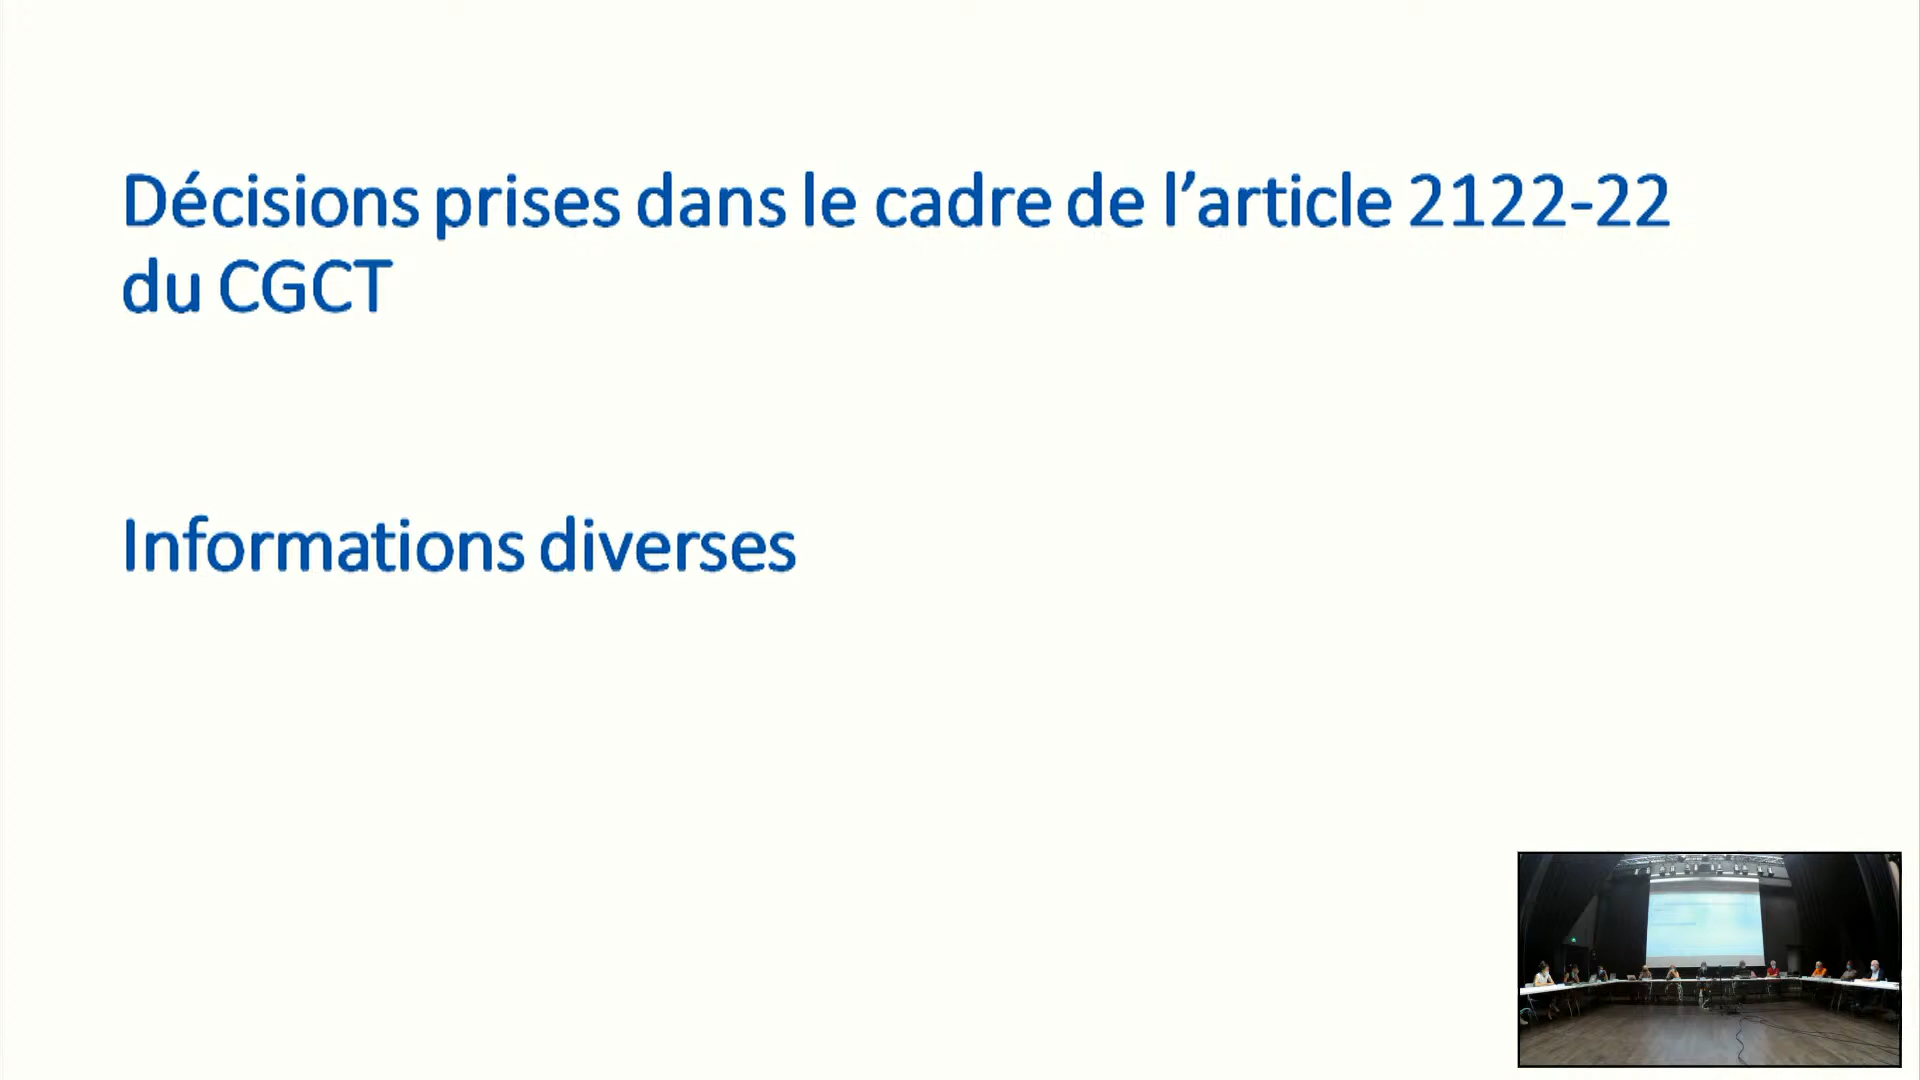 Décisions prises dans le cadre de l’article 2122-22
du CGCT
Informations diverses